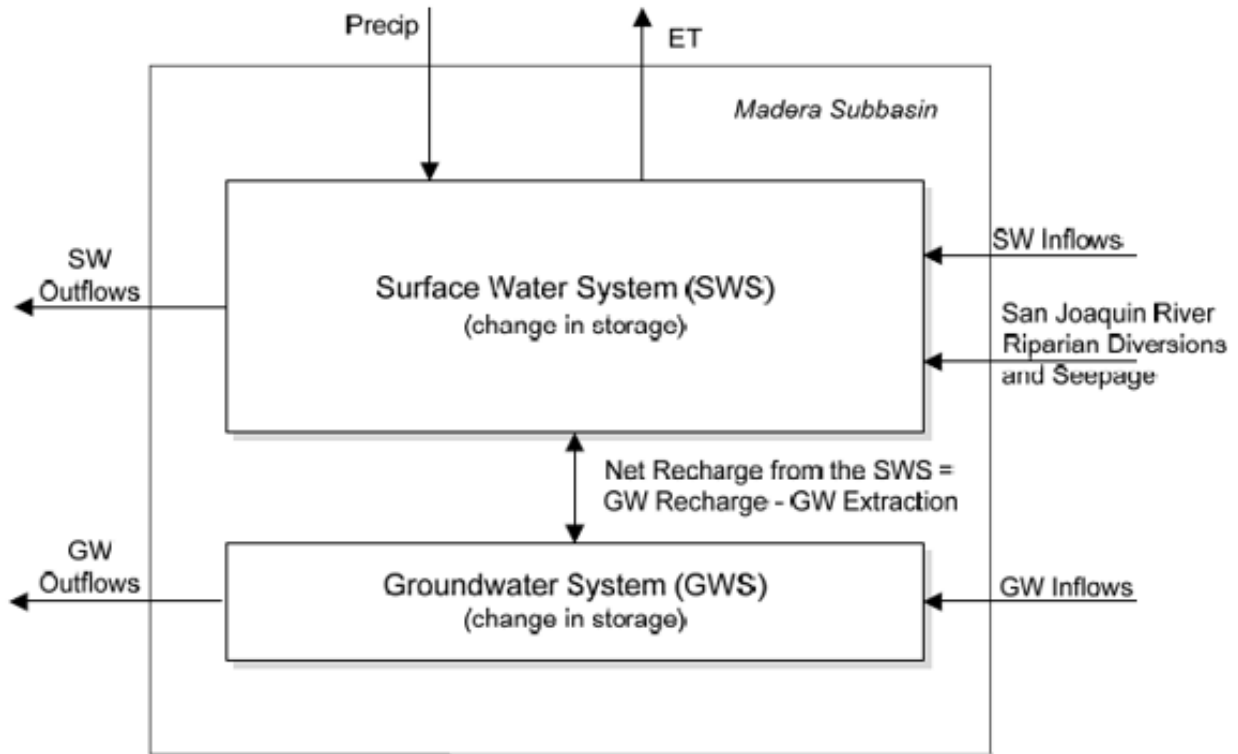 Precip
ET
Madera Subbasin
SW Inflows
SW
Outflows
Surface Water System (SWS)
(change in storage)
San Joaquin River
Riparian Diversions
and Seepage
Net Recharge from the SWS =
GW Recharge - GW Extraction
GW
Outflows
Groundwater System (GWS)
(change in storage)
GW Inflows